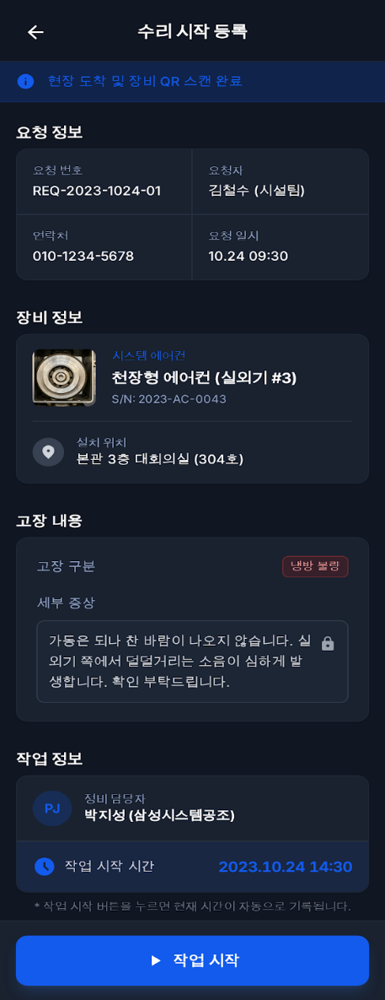 수리 시작 등록
현장 도착 및 장비 QR 스캔 완료
요청 정보
요청 번호
REQ-2023-1024-01
요청자
김철수 (시설팀)
연락처
010-1234-5678
요청 일시
10.24 09:30
장비 정보
시스템 에어컨
천장형 에어컨 (실외기 #3)
S/N: 2023-AC-0043
설치 위치
본관 3층 대회의실 (304호)
고장 내용
고장 구분
냉방 불량
세부 증상
가동은 되나 찬 바람이 나오지 않습니다. 실
외기 쪽에서 덜덜거리는 소음이 심하게 발
생합니다. 확인 부탁드립니다.
작업 정보
PJ
정비 담당자
박지성 (삼성시스템공조)
작업 시작 시간
2023.10.24 14:30
* 작업 시작 버튼을 누르면 현재 시간이 자동으로 기록됩니다.
작업 시작